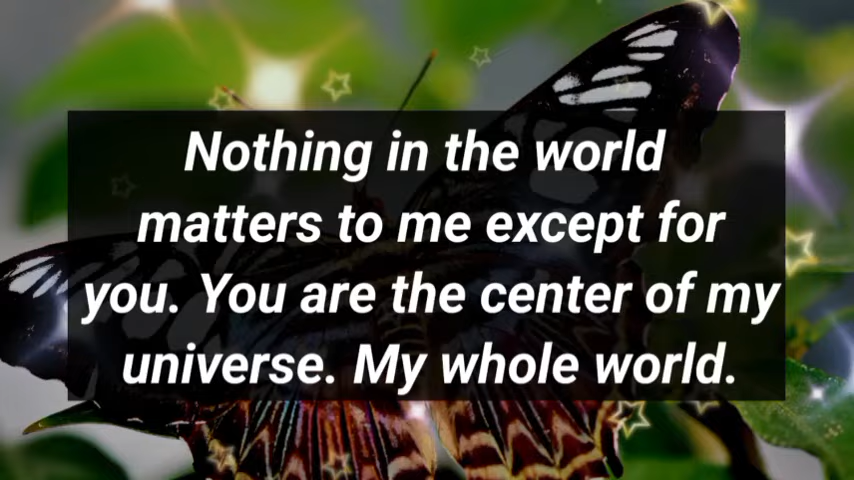 Nothing in the world
matters to me except for
you. You are the center of my
universe. My whole world.